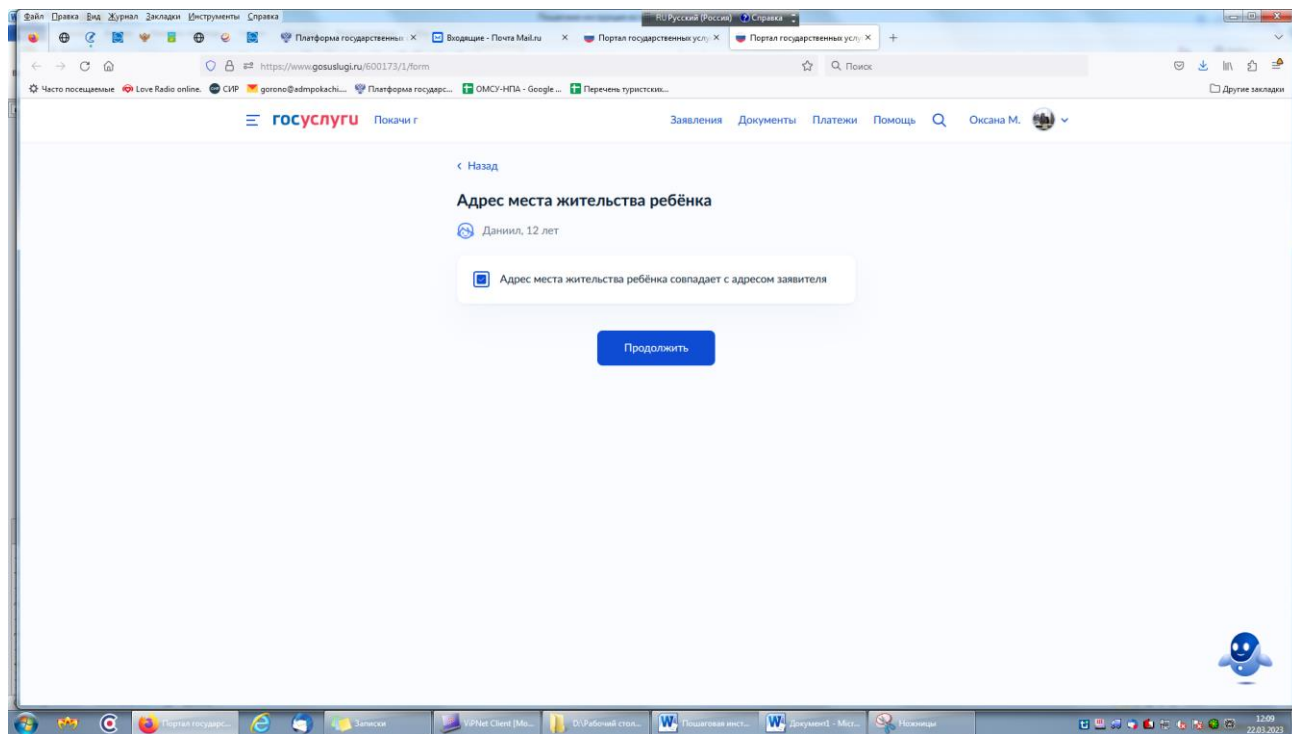 Файл Правка Вид Журнал Закладки Инструменты Справка
RU Русский (Россия) Справка
Платформа государственных
Входящие - Почта Mail.ru
Портал государственных услу
Портал государственных услу
https://www.gosuslugi.ru/600173/1/form
Поиск
Часто посещаемые Love Radio online. СИР gorono@admpokachi.... Платформа государс... ОМСУ-НПА - Google ... Перечень туристских... Другие закладки
госуслуги Покачи г Заявления Документы Платежи Помощь Оксана М.
Назад
Адрес места жительства ребёнка
Даниил, 12 лет
Адрес места жительства ребёнка совпадает с адресом заявителя
Продолжить
Портал государс... Записки ViPNet Client [Мо... D:\Рабочий стол... Пошаговая инст... Документ1 - Micr... Ножницы
12:09
22.03.2023